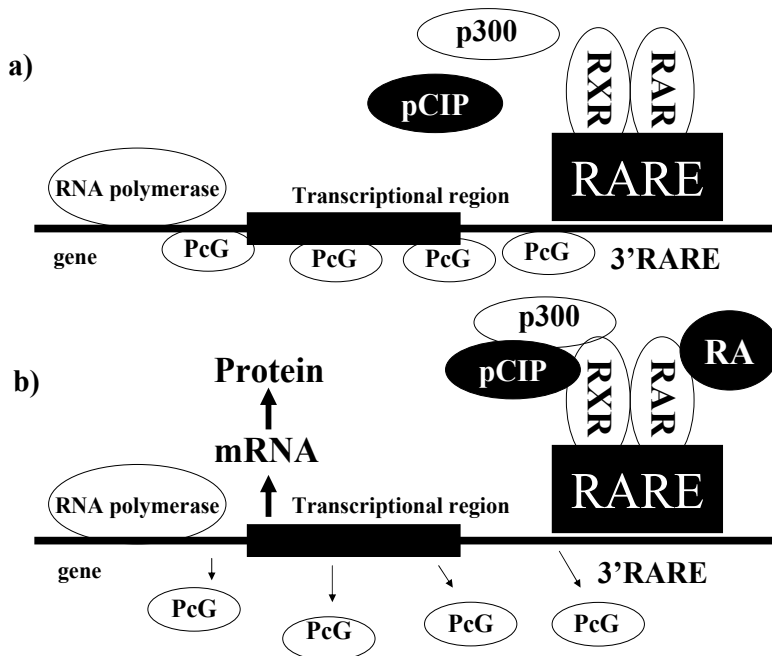 a)
p300
pCIP
RXR
RAR
RARE
RNA polymerase
Transcriptional region
gene
PcG
PcG
PcG
PcG
3’RARE
b)
p300
pCIP
RXR
RAR
RA
Protein
mRNA
RARE
RNA polymerase
Transcriptional region
gene
3’RARE
PcG
PcG
PcG
PcG